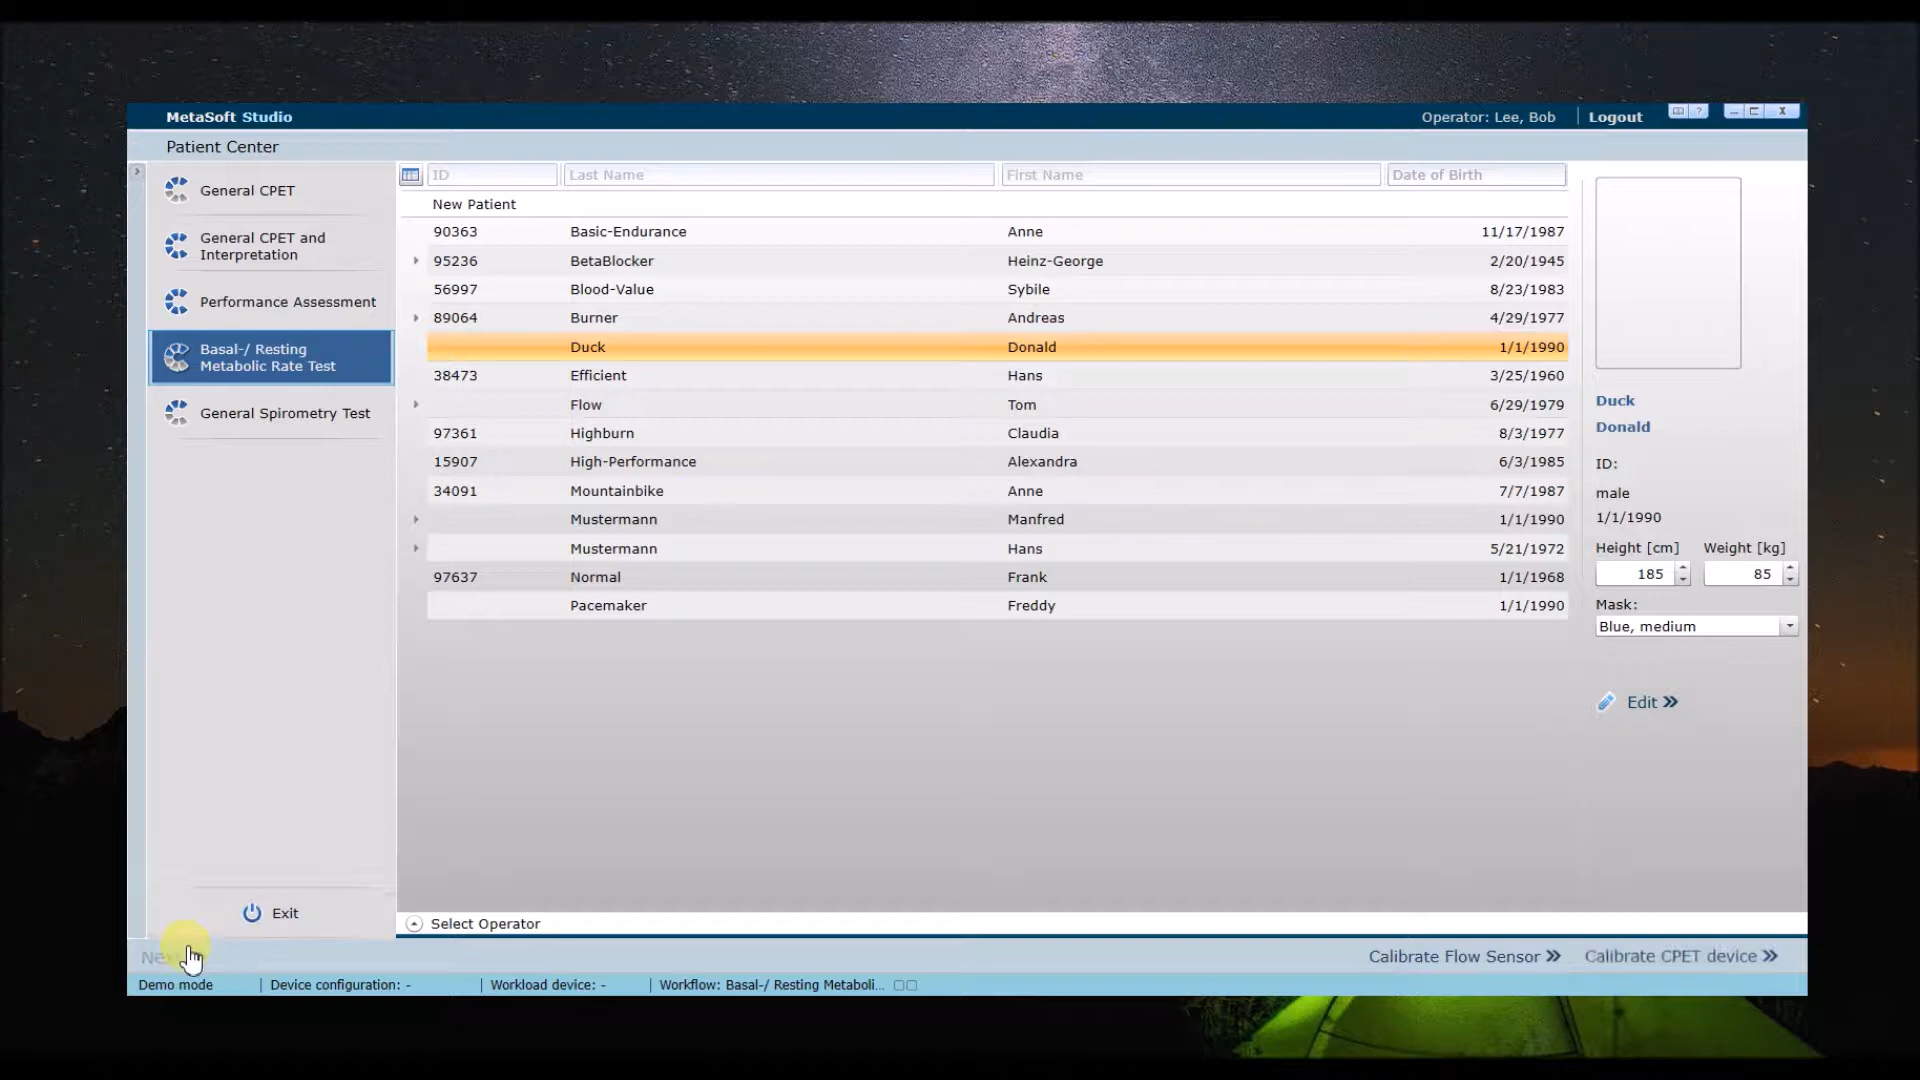 MetaSoft Studio
Operator: Lee, Bob | Logout
Patient Center
General CPET
General CPET and
Interpretation
Performance Assessment
Basal-/ Resting
Metabolic Rate Test
General Spirometry Test
Exit
ID Last Name First Name Date of Birth
New Patient
90363 Basic-Endurance Anne 11/17/1987
95236 BetaBlocker Heinz-George 2/20/1945
56997 Blood-Value Sybile 8/23/1983
89064 Burner Andreas 4/29/1977
Duck Donald 1/1/1990
38473 Efficient Hans 3/25/1960
Flow Tom 6/29/1979
97361 Highburn Claudia 8/3/1977
15907 High-Performance Alexandra 6/3/1985
34091 Mountainbike Anne 7/7/1987
Mustermann Manfred 1/1/1990
Mustermann Hans 5/21/1972
97637 Normal Frank 1/1/1968
Pacemaker Freddy 1/1/1990
Duck
Donald
ID:
male
1/1/1990
Height [cm] Weight [kg]
185 85
Mask:
Blue, medium
Edit »
Select Operator
Calibrate Flow Sensor » Calibrate CPET device »
Demo mode | Device configuration: - | Workload device: - | Workflow: Basal-/ Resting Metaboli...